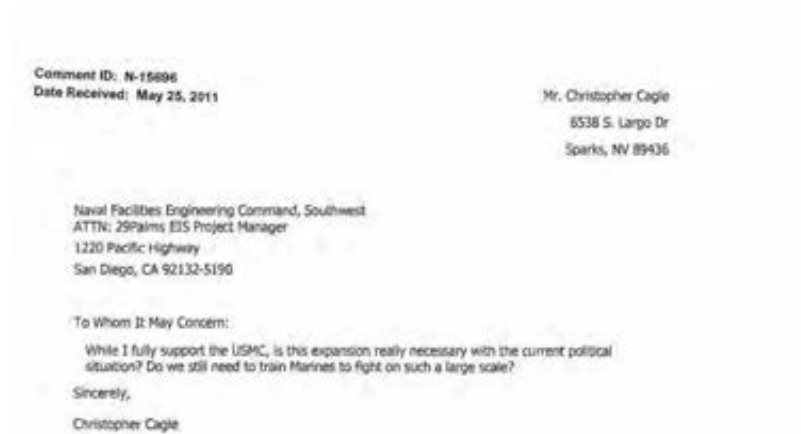 Comment ID: N-15696
Date Received: May 25, 2011
Mr. Christopher Cagle
6538 S. Largo Dr
Sparks, NV 89436
Naval Facilities Engineering Command, Southwest
ATTN: 29Palms EIS Project Manager
1220 Pacific Highway
San Diego, CA 92132-5190
To Whom It May Concern:
While I fully support the USMC, is this expansion really necessary with the current political
situation? Do we still need to train Marines to fight on such a large scale?
Sincerely,
Christopher Cagle